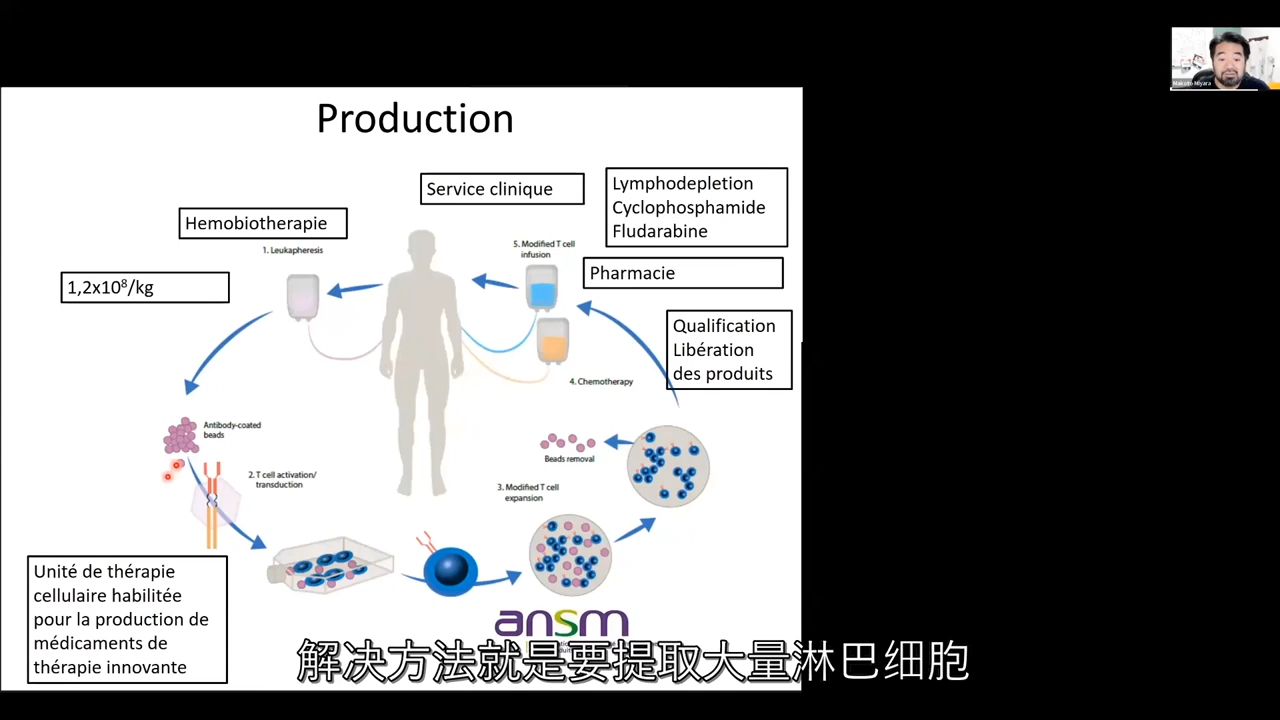 Makoto Miyara
Production
Service clinique
Lymphodepletion
Cyclophosphamide
Fludarabine
Hemobiotherapie
1. Leukapheresis
5. Modified T cell
infusion
Pharmacie
1,2x10⁸/kg
Qualification
Libération
des produits
4. Chemotherapy
Antibody-coated
beads
Beads removal
2. T cell activation/
transduction
3. Modified T cell
expansion
Unité de thérapie
cellulaire habilitée
pour la production de
médicaments de
thérapie innovante
ansm
解决方法就是要提取大量淋巴细胞